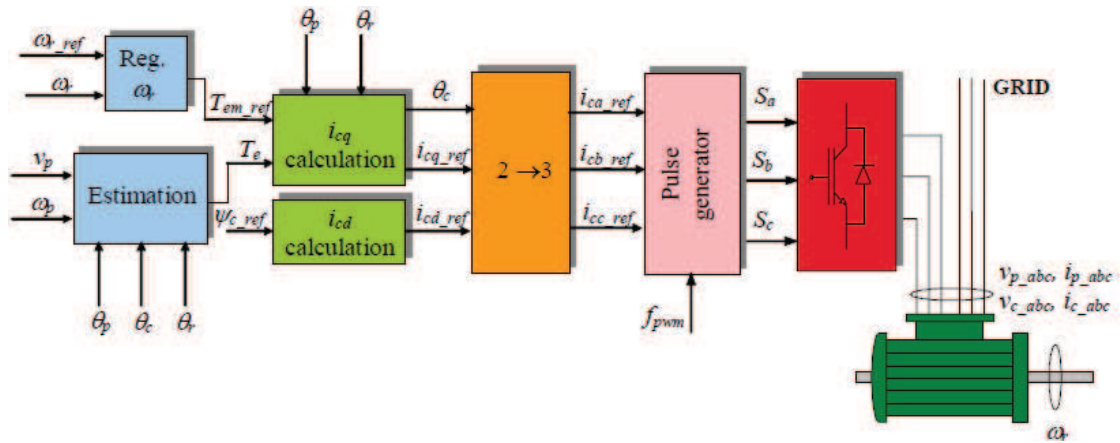 θp
θr
ωr_ref
Reg.
ωr
ωr
GRID
Tem_ref
θc
ica_ref
Sa
icq
calculation
Te
icq_ref
2 →3
icb_ref
Pulse
generator
Sb
vp
Estimation
ωp
ψc_ref
icd
calculation
icd_ref
icc_ref
Sc
vp_abc, ip_abc
vc_abc, ic_abc
θp
θc
θr
fpwm
ωr